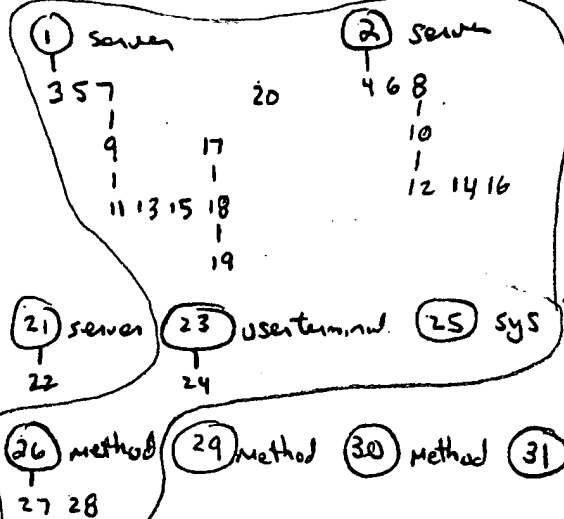 1 server 2 server
3 5 7 20 4 6 8
9 17 10
11 13 15 18 12 14 16
19
21 server 23 user terminal 25 sys
22 24
26 method 29 method 30 method 31
27 28